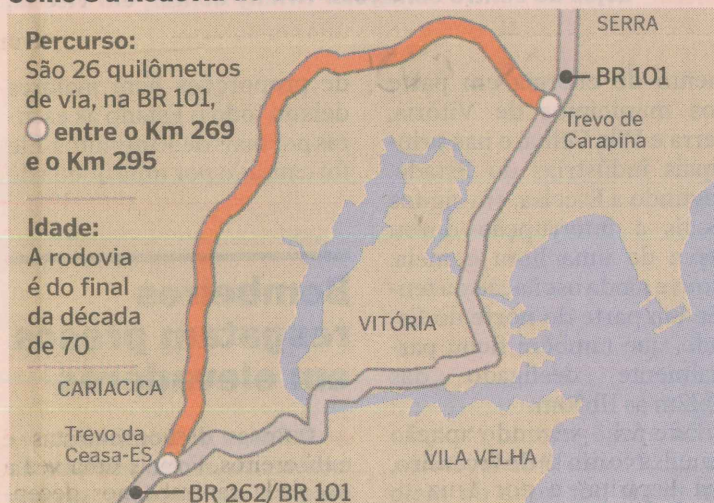 Percurso:
São 26 quilômetros
de via, na BR 101,
entre o Km 269
e o Km 295
Idade:
A rodovia
é do final
da década
de 70
SERRA
BR 101
Trevo de
Carapina
VITÓRIA
CARIACICA
Trevo da
Ceasa-ES
VILA VELHA
BR 262/BR 101